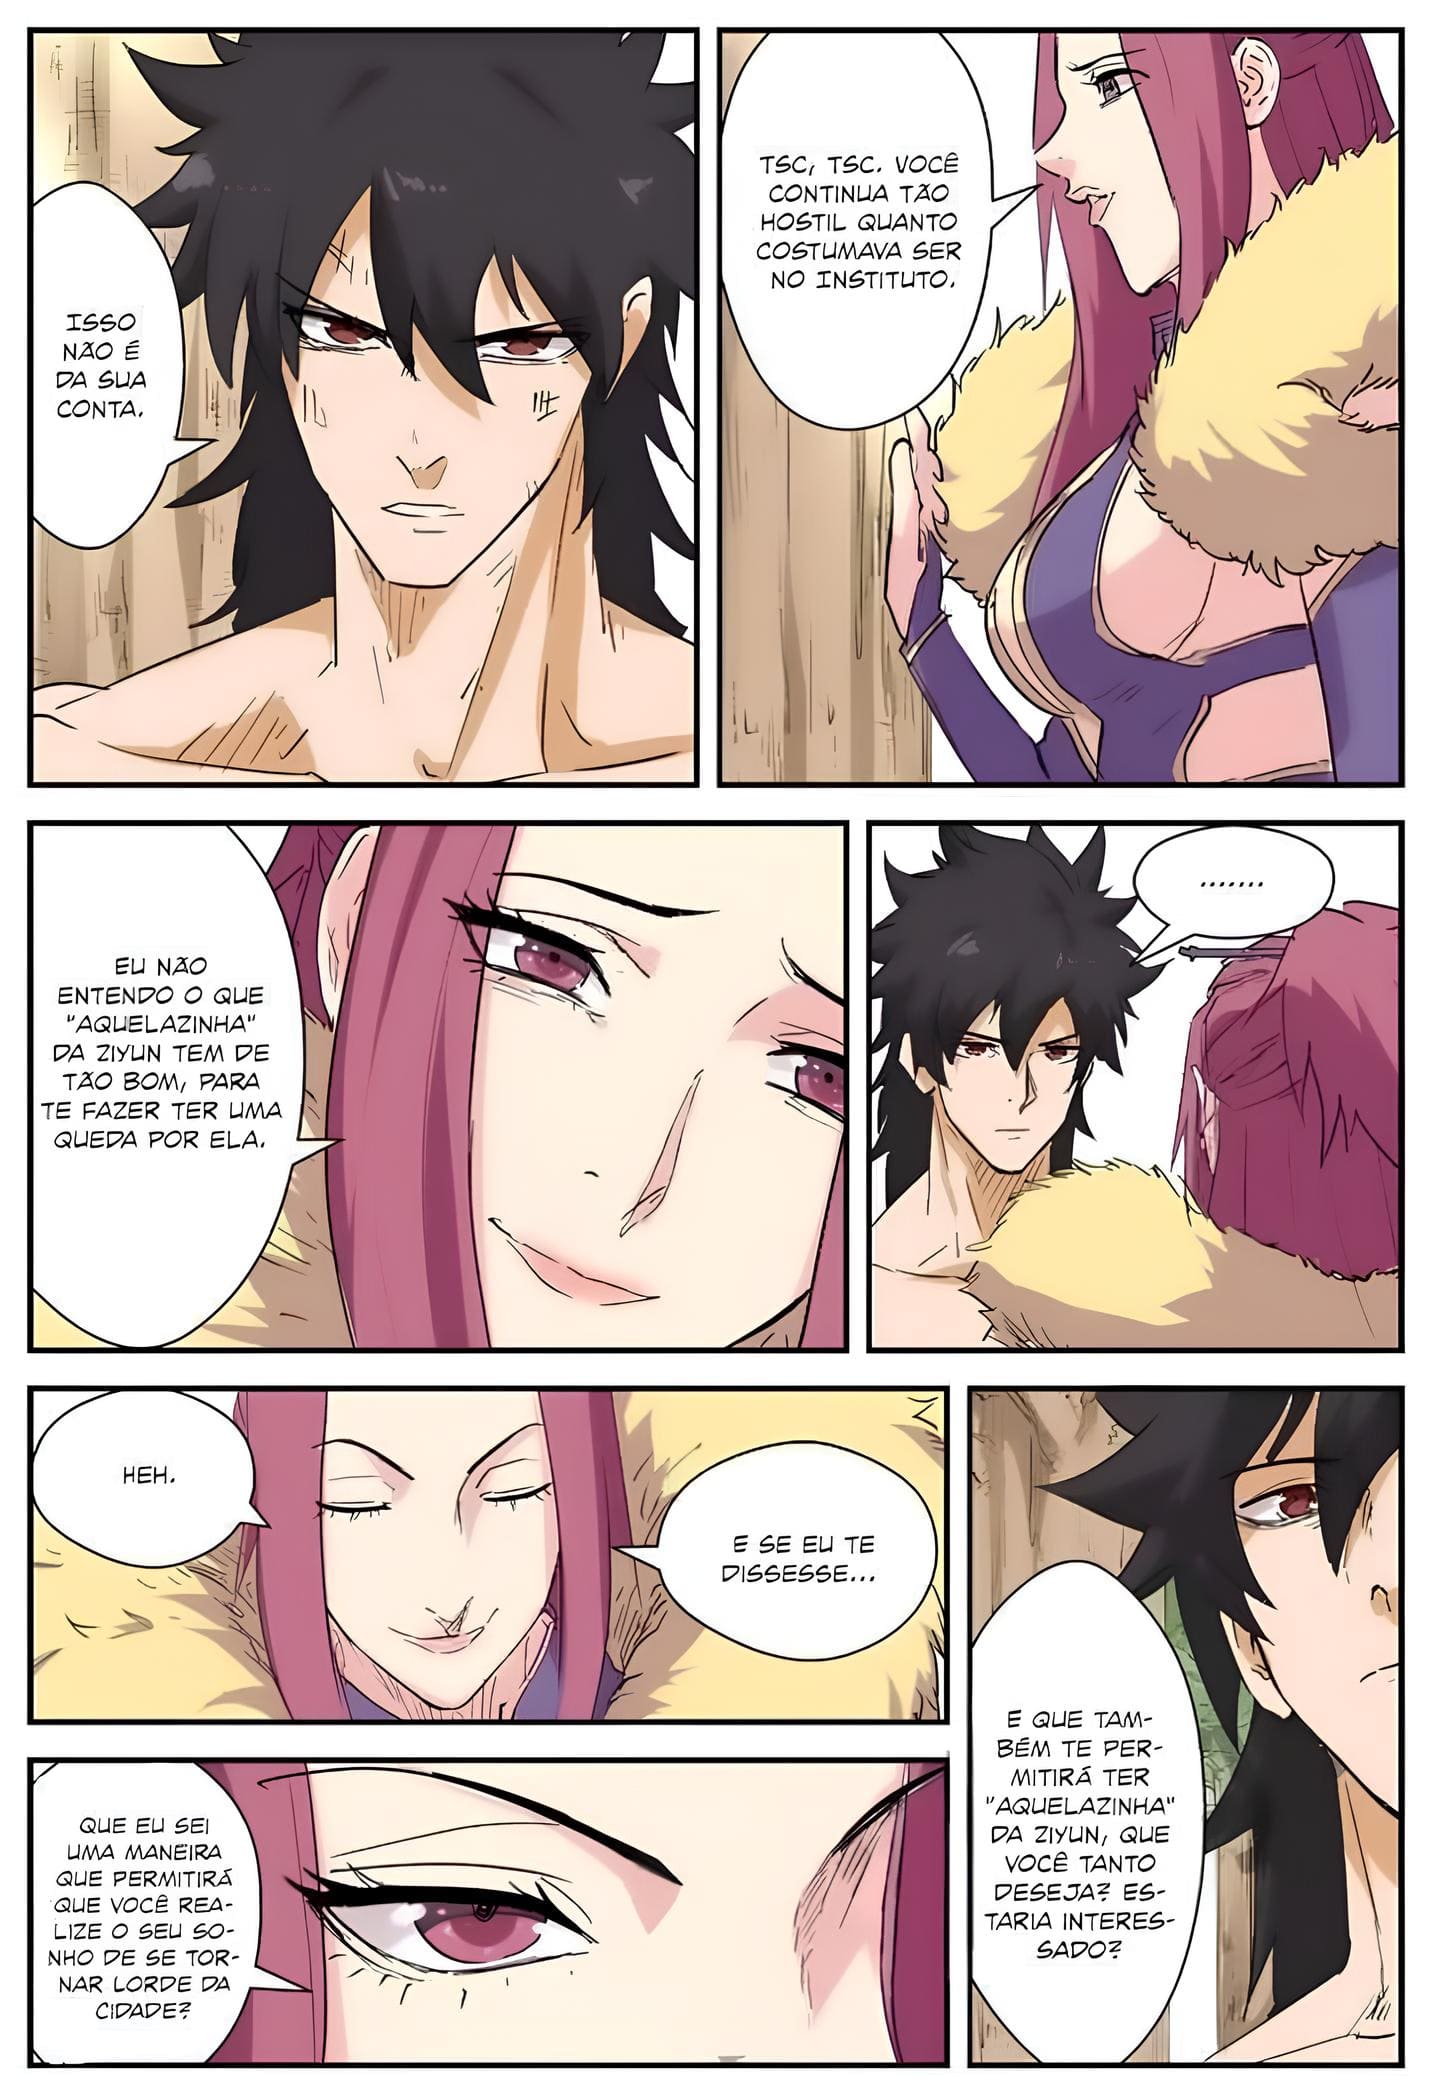 ISSO
NÃO É
DA SUA
CONTA.
TSC, TSC. VOCÊ
CONTINUA TÃO
HOSTIL QUANTO
COSTUMAVA SER
NO INSTITUTO.
EU NÃO
ENTENDO O QUE
"AQUELAZINHA"
DA ZIYUN TEM DE
TÃO BOM, PARA
TE FAZER TER UMA
QUEDA POR ELA.
.......
HEH.
E SE EU TE
DISSESSE...
QUE EU SEI
UMA MANEIRA
QUE PERMITIRÁ
QUE VOCÊ REA-
LIZE O SEU SO-
NHO DE SE TOR-
NAR LORDE DA
CIDADE?
E QUE TAM-
BÉM TE PER-
MITIRÁ TER
"AQUELAZINHA"
DA ZIYUN, QUE
VOCÊ TANTO
DESEJA? ES-
TARIA INTERES-
SADO?